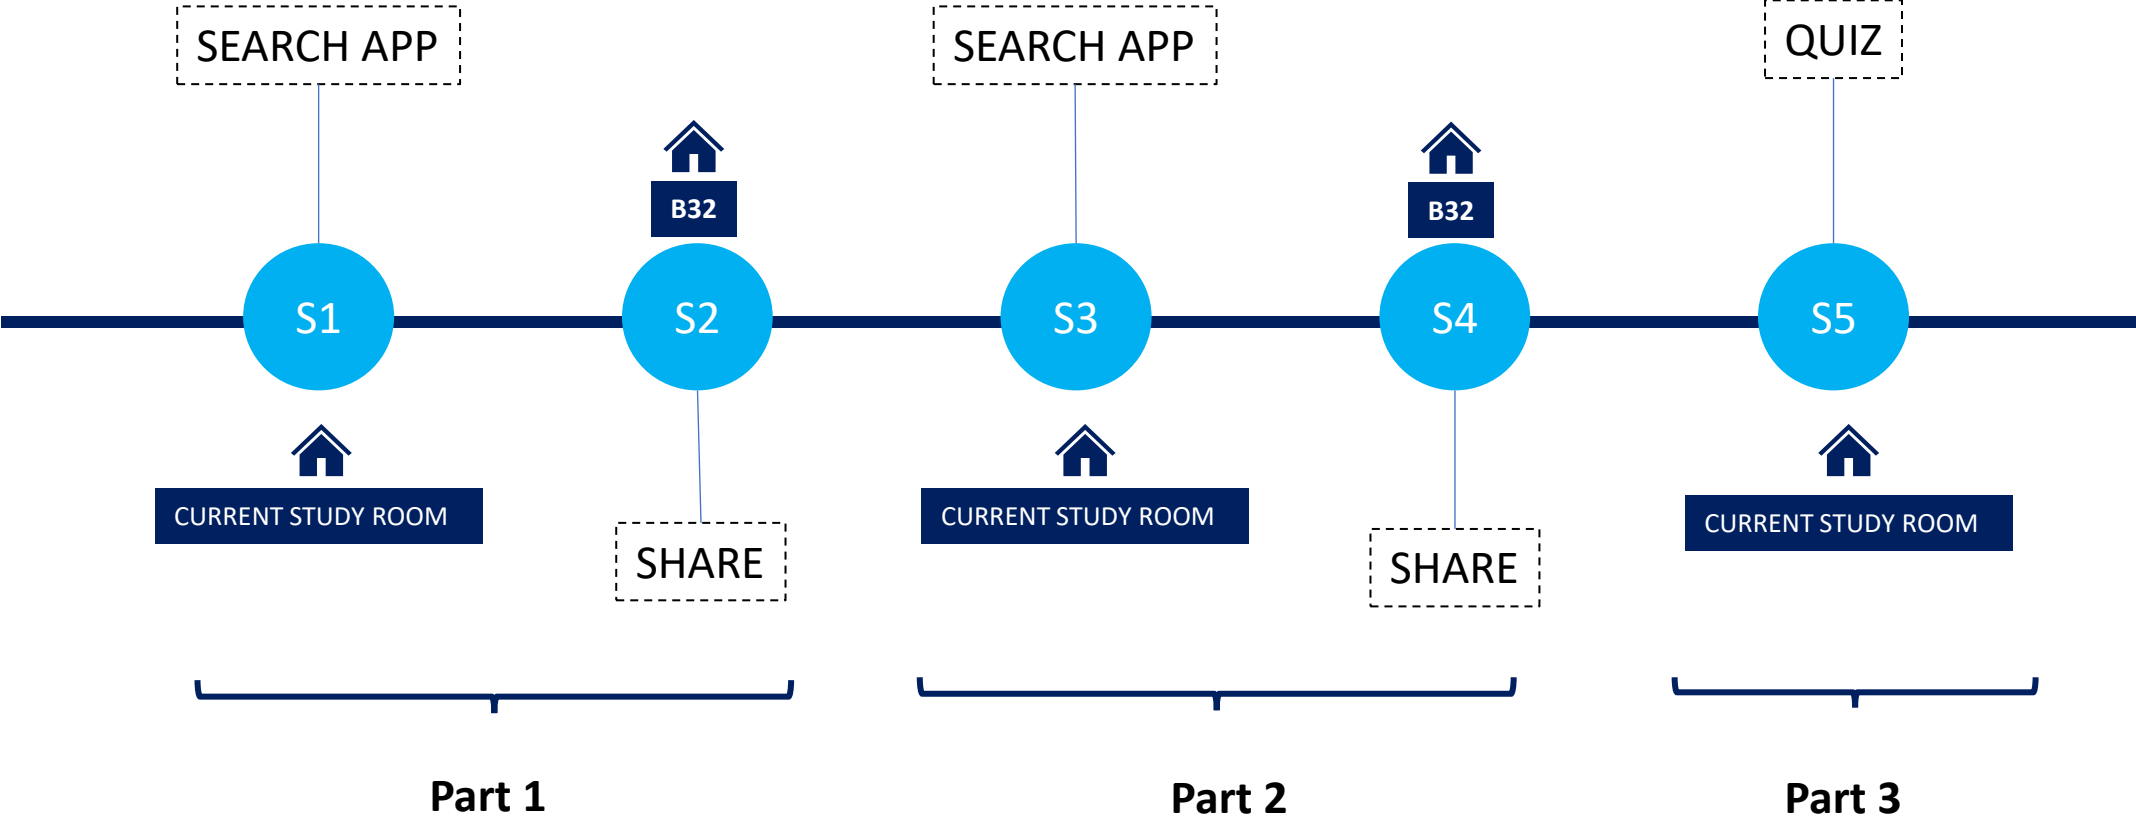 SEARCH APP
SEARCH APP
QUIZ
B32
B32
S1
S2
S3
S4
S5
CURRENT STUDY ROOM
CURRENT STUDY ROOM
CURRENT STUDY ROOM
SHARE
SHARE
Part 1
Part 2
Part 3